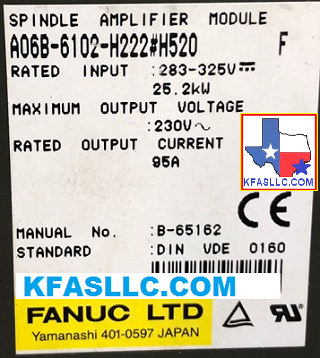 SPINDLE AMPLIFIER MODULE
A06B-6102-H222#H520 F
RATED INPUT :283-325V⎓
25.2kW
MAXIMUM OUTPUT VOLTAGE
:230V∿
RATED OUTPUT CURRENT
95A
KFASLLC.COM
CE
MANUAL No. :B-65162
STANDARD :DIN VDE 0160
KFASLLC.COM
FANUC LTD
Yamanashi 401-0597 JAPAN